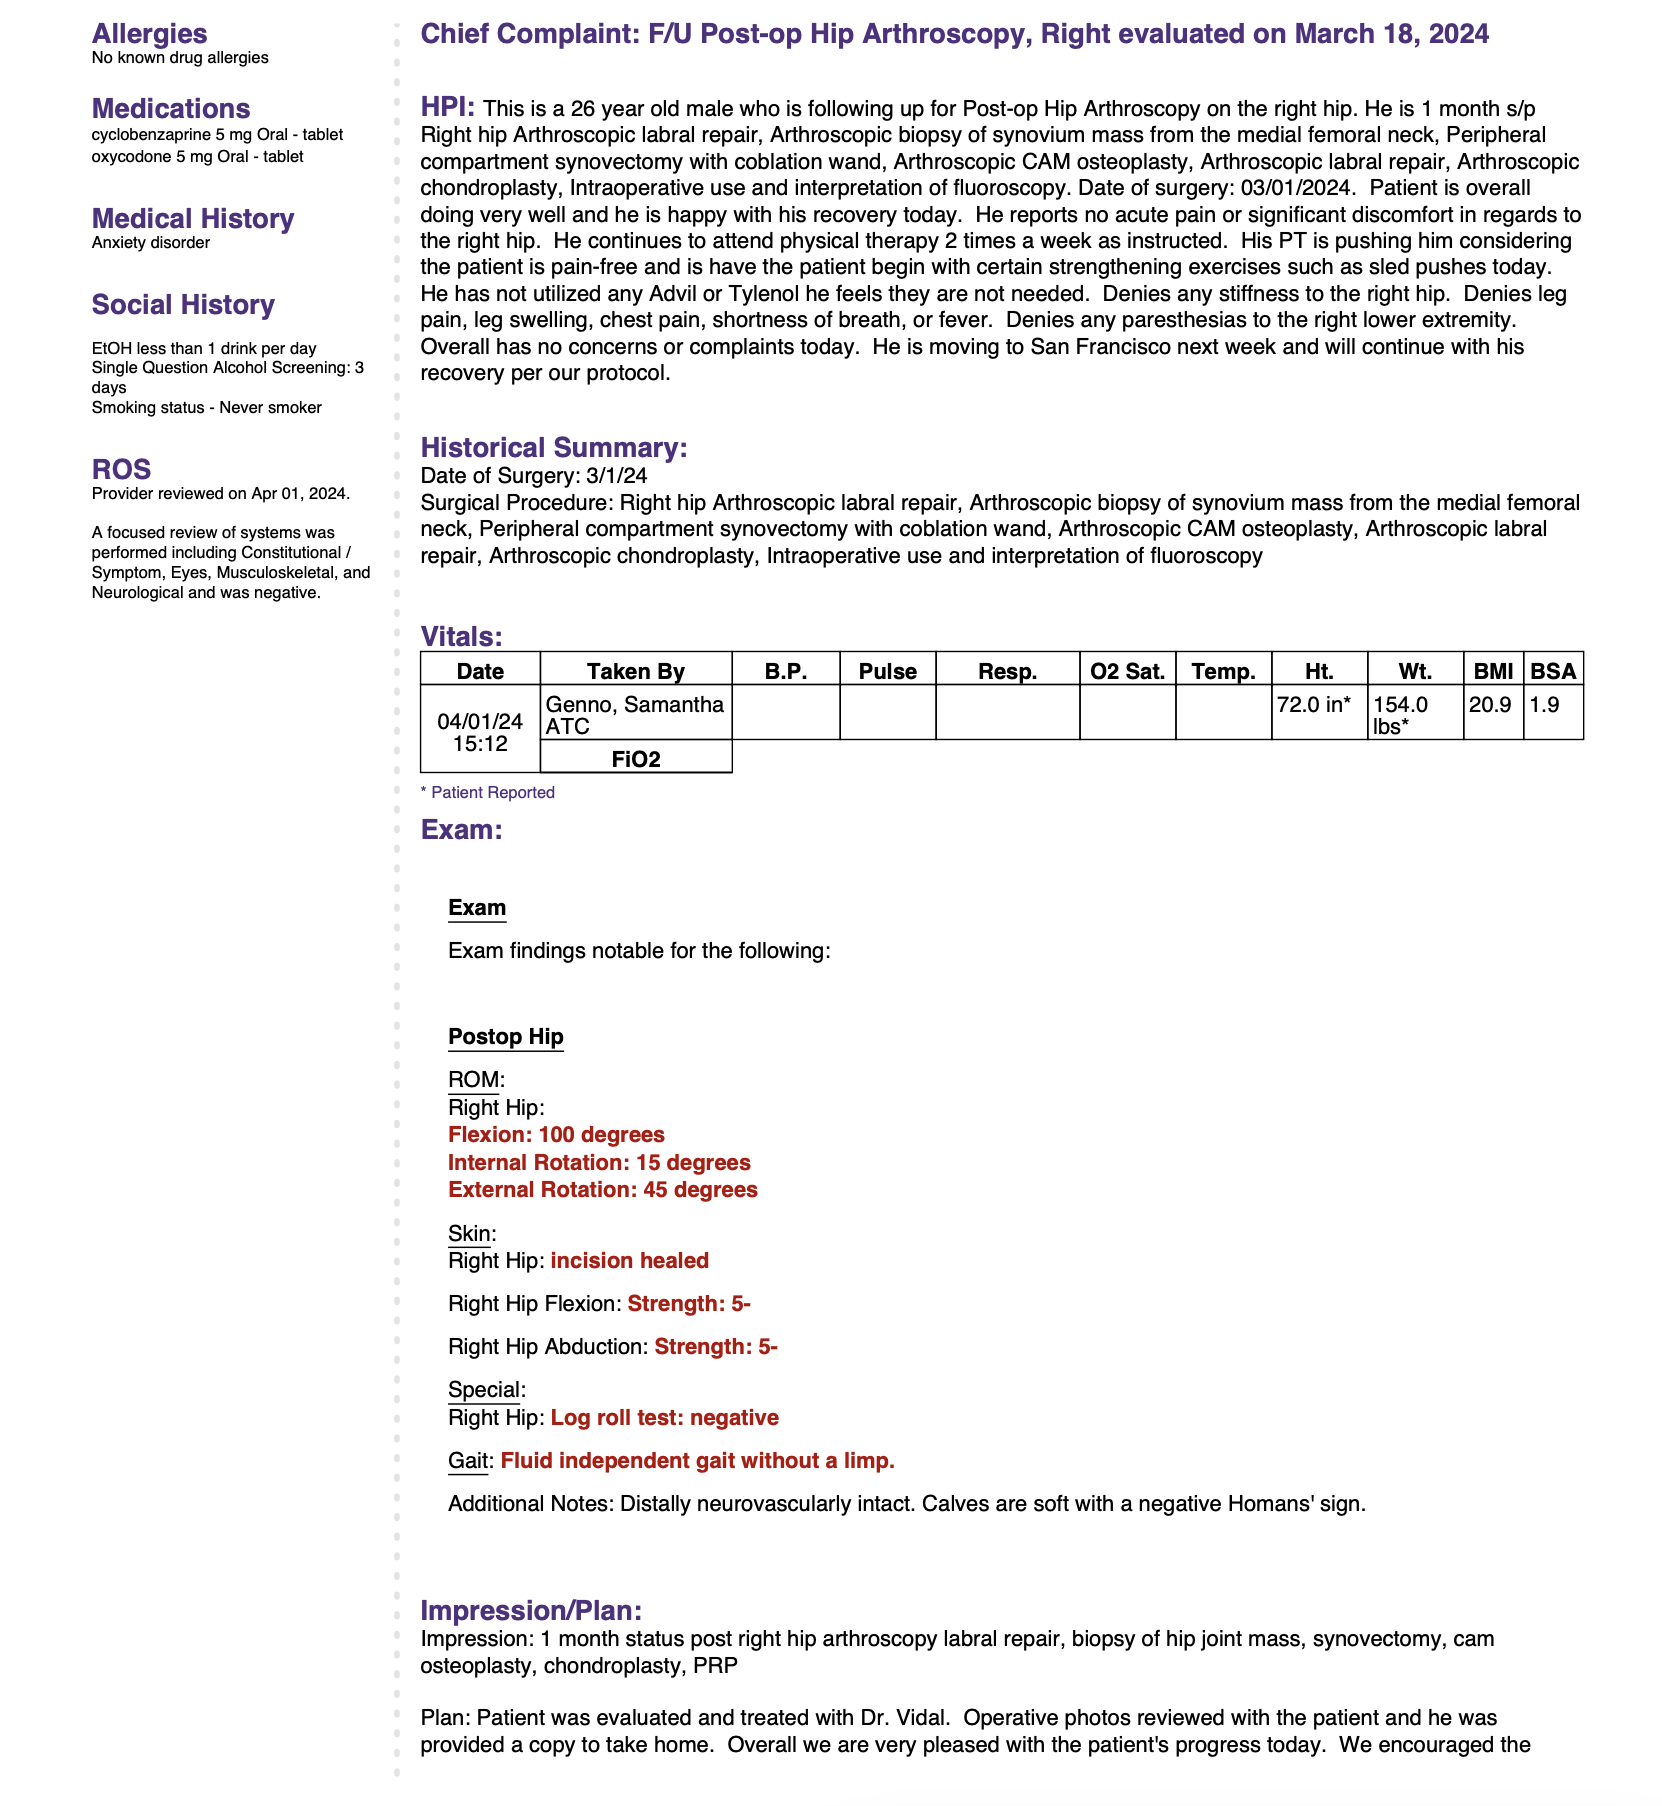 Allergies
No known drug allergies
Medications
cyclobenzaprine 5 mg Oral - tablet
oxycodone 5 mg Oral - tablet
Medical History
Anxiety disorder
Social History
EtOH less than 1 drink per day
Single Question Alcohol Screening: 3
days
Smoking status - Never smoker
ROS
Provider reviewed on Apr 01, 2024.
A focused review of systems was
performed including Constitutional /
Symptom, Eyes, Musculoskeletal, and
Neurological and was negative.
Chief Complaint: F/U Post-op Hip Arthroscopy, Right evaluated on March 18, 2024
HPI: This is a 26 year old male who is following up for Post-op Hip Arthroscopy on the right hip. He is 1 month s/p
Right hip Arthroscopic labral repair, Arthroscopic biopsy of synovium mass from the medial femoral neck, Peripheral
compartment synovectomy with coblation wand, Arthroscopic CAM osteoplasty, Arthroscopic labral repair, Arthroscopic
chondroplasty, Intraoperative use and interpretation of fluoroscopy. Date of surgery: 03/01/2024.  Patient is overall
doing very well and he is happy with his recovery today.  He reports no acute pain or significant discomfort in regards to
the right hip.  He continues to attend physical therapy 2 times a week as instructed.  His PT is pushing him considering
the patient is pain-free and is have the patient begin with certain strengthening exercises such as sled pushes today.
He has not utilized any Advil or Tylenol he feels they are not needed.  Denies any stiffness to the right hip.  Denies leg
pain, leg swelling, chest pain, shortness of breath, or fever.  Denies any paresthesias to the right lower extremity.
Overall has no concerns or complaints today.  He is moving to San Francisco next week and will continue with his
recovery per our protocol.
Historical Summary:
Date of Surgery: 3/1/24
Surgical Procedure: Right hip Arthroscopic labral repair, Arthroscopic biopsy of synovium mass from the medial femoral
neck, Peripheral compartment synovectomy with coblation wand, Arthroscopic CAM osteoplasty, Arthroscopic labral
repair, Arthroscopic chondroplasty, Intraoperative use and interpretation of fluoroscopy
Vitals:
Date Taken By B.P. Pulse Resp. O2 Sat. Temp. Ht. Wt. BMI BSA
04/01/24 15:12 Genno, Samantha ATC 72.0 in* 154.0 lbs* 20.9 1.9
FiO2
* Patient Reported
Exam:
Exam
Exam findings notable for the following:
Postop Hip
ROM:
Right Hip:
Flexion: 100 degrees
Internal Rotation: 15 degrees
External Rotation: 45 degrees
Skin:
Right Hip: incision healed
Right Hip Flexion: Strength: 5-
Right Hip Abduction: Strength: 5-
Special:
Right Hip: Log roll test: negative
Gait: Fluid independent gait without a limp.
Additional Notes: Distally neurovascularly intact. Calves are soft with a negative Homans' sign.
Impression/Plan:
Impression: 1 month status post right hip arthroscopy labral repair, biopsy of hip joint mass, synovectomy, cam
osteoplasty, chondroplasty, PRP
Plan: Patient was evaluated and treated with Dr. Vidal.  Operative photos reviewed with the patient and he was
provided a copy to take home.  Overall we are very pleased with the patient's progress today.  We encouraged the